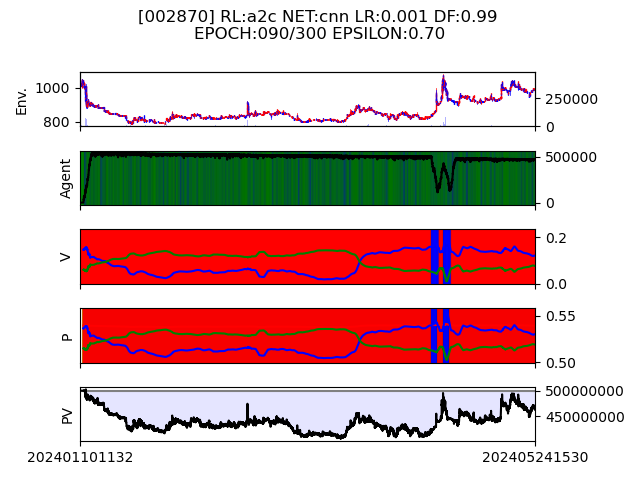 [002870] RL:a2c NET:cnn LR:0.001 DF:0.99
EPOCH:090/300 EPSILON:0.70
Env.
1000
800
250000
0
Agent
500000
0
V
0.2
0.0
P
0.55
0.50
PV
500000000
450000000
202401101132
202405241530